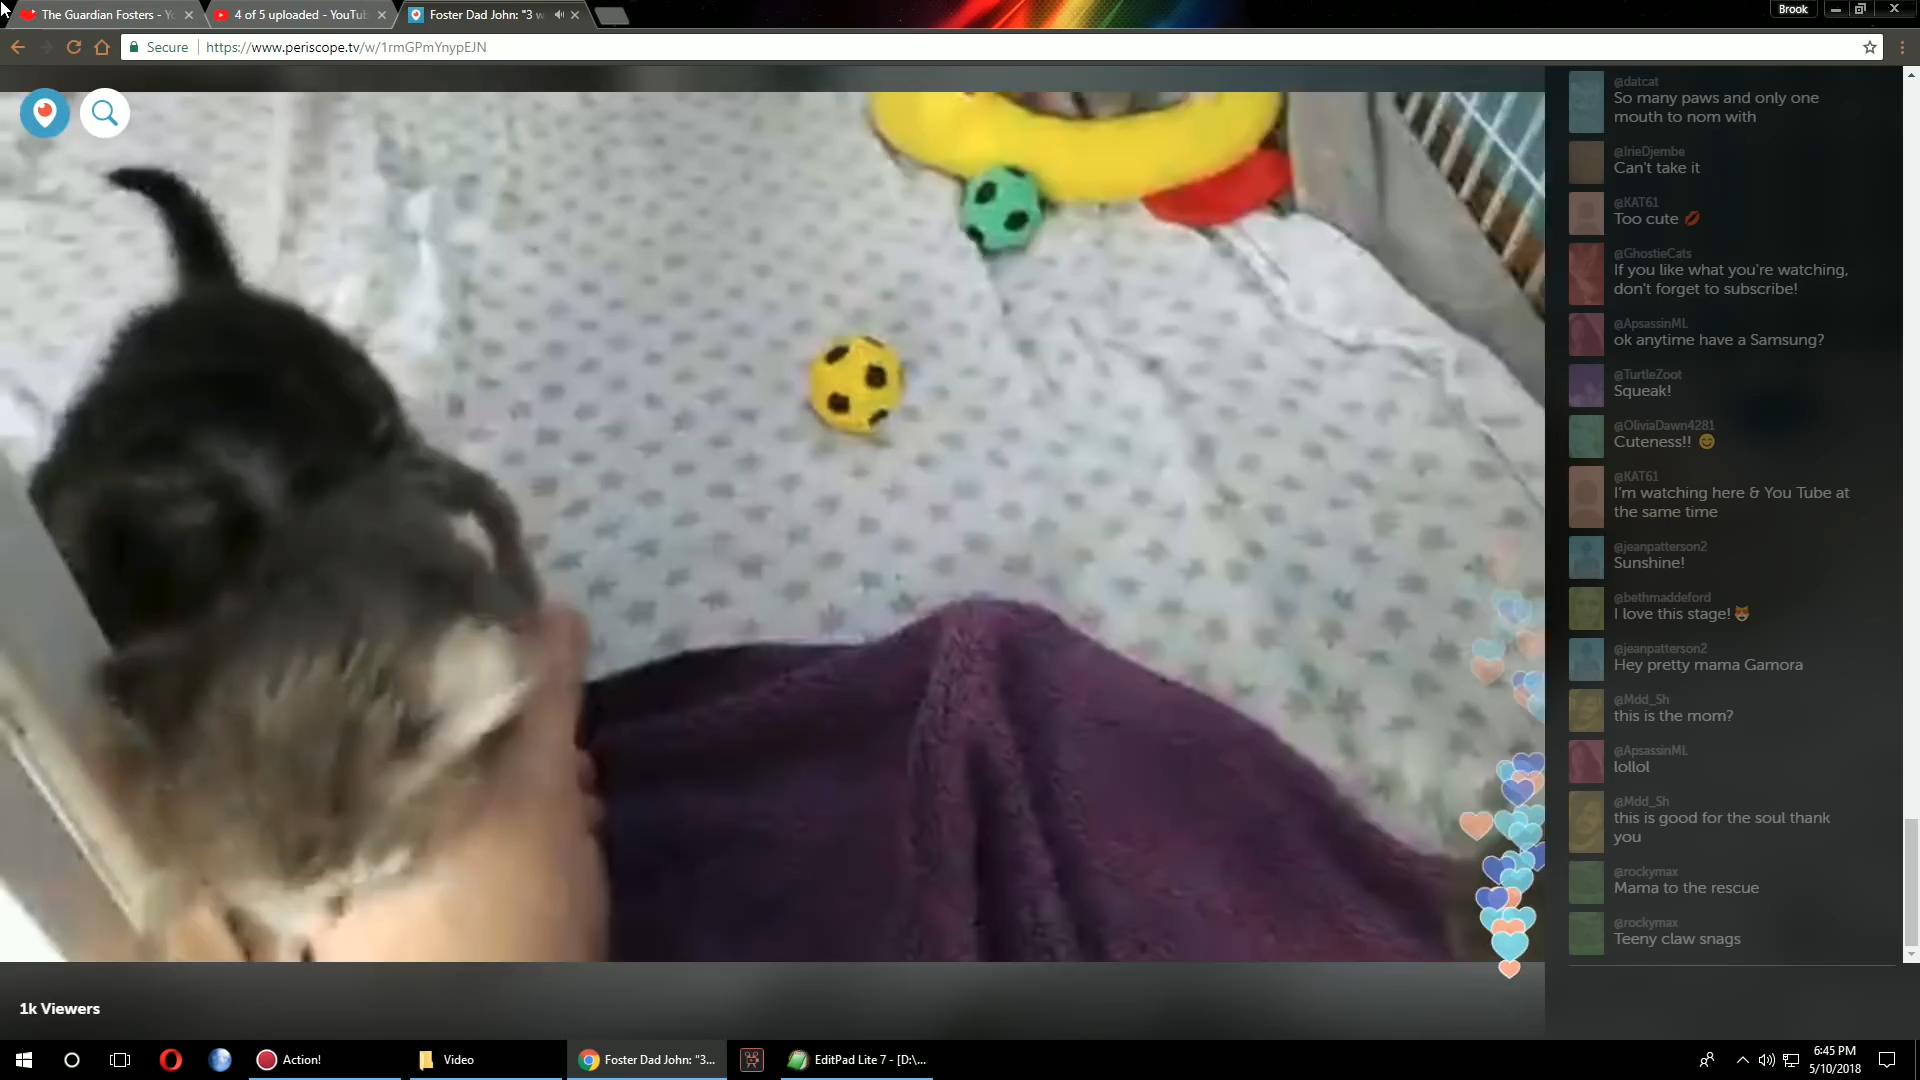 The Guardian Fosters - Yo
4 of 5 uploaded - YouTub
Foster Dad John: "3 w
Brook
Secure
https://www.periscope.tv/w/1rmGPmYnypEJN
@datcat
So many paws and only one
mouth to nom with
@IrieDjembe
Can't take it
@KAT61
Too cute 💋
@GhostieCats
If you like what you're watching,
don't forget to subscribe!
@ApsassinML
ok anytime have a Samsung?
@TurtleZoot
Squeak!
@OliviaDawn4281
Cuteness!! 😊
@KAT61
I'm watching here & You Tube at
the same time
@jeanpatterson2
Sunshine!
@bethmaddeford
I love this stage!😻
@jeanpatterson2
Hey pretty mama Gamora
@Mdd_Sh
this is the mom?
@ApsassinML
lollol
@Mdd_Sh
this is good for the soul thank
you
@rockymax
Mama to the rescue
@rockymax
Teeny claw snags
1k Viewers
Action!
Video
Foster Dad John: "3...
EditPad Lite 7 - [D:\...
6:45 PM
5/10/2018